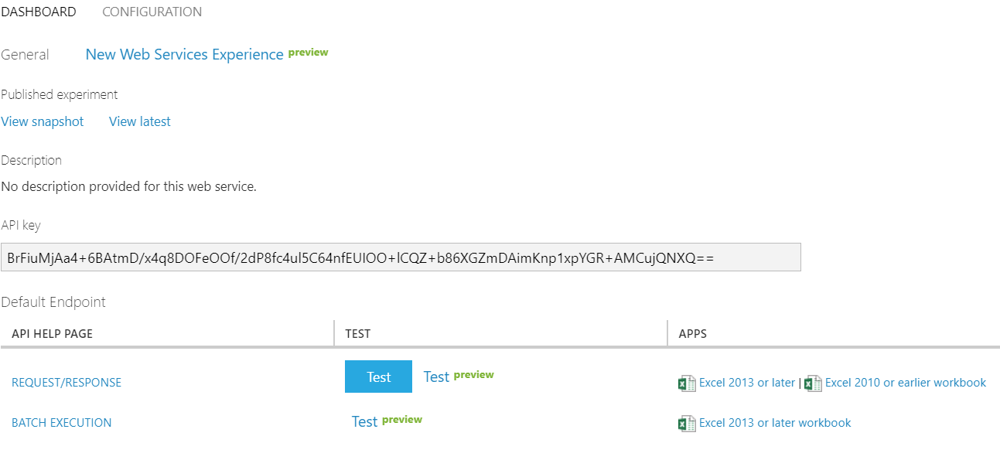 DASHBOARD CONFIGURATION
General New Web Services Experience preview
Published experiment
View snapshot View latest
Description
No description provided for this web service.
API key
BrFiuMjAa4+6BAtmD/x4q8DOFeOOf/2dP8fc4ul5C64nfEUIOO+lCQZ+b86XGZmDAimKnp1xpYGR+AMCujQNXQ==
Default Endpoint
API HELP PAGE TEST APPS
REQUEST/RESPONSE Test Test preview Excel 2013 or later | Excel 2010 or earlier workbook
BATCH EXECUTION Test preview Excel 2013 or later workbook